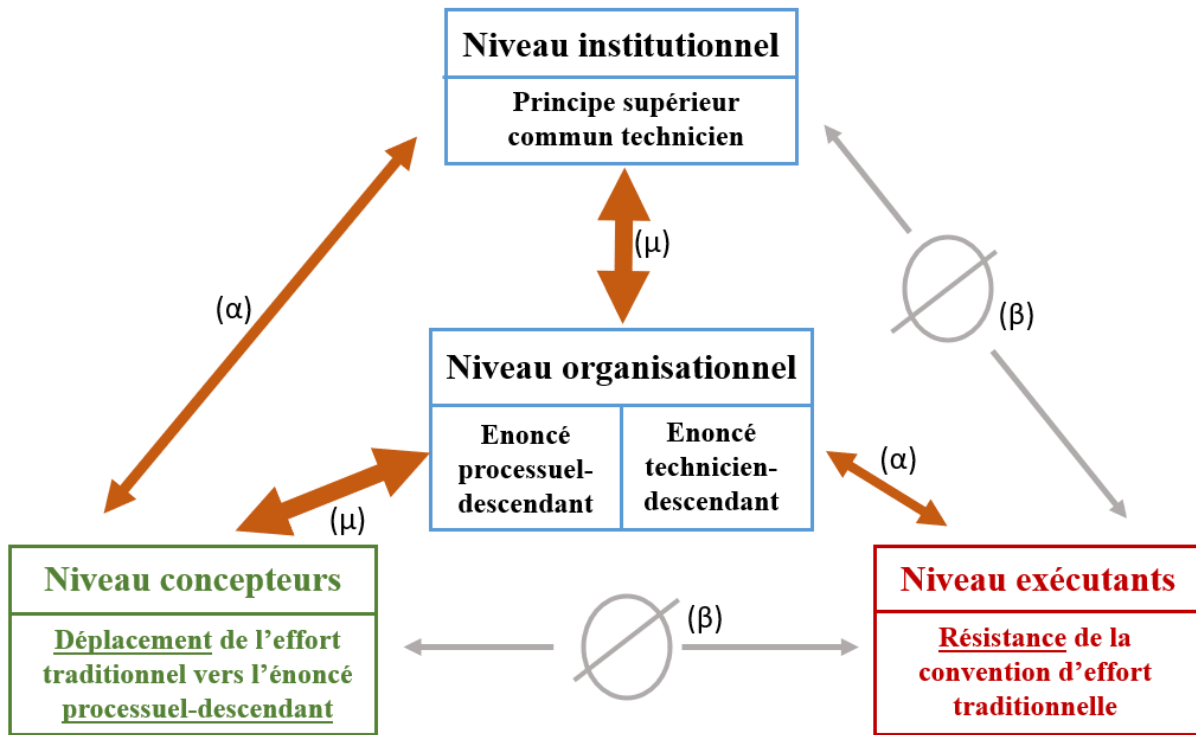 Niveau institutionnel
Principe supérieur
commun technicien
(α)
(μ)
(β)
Niveau organisationnel
Enoncé
processuel-
descendant
Enoncé
technicien-
descendant
(α)
(μ)
Niveau concepteurs
Déplacement de l’effort
traditionnel vers l’énoncé
processuel-descendant
(β)
Niveau exécutants
Résistance de la
convention d’effort
traditionnelle